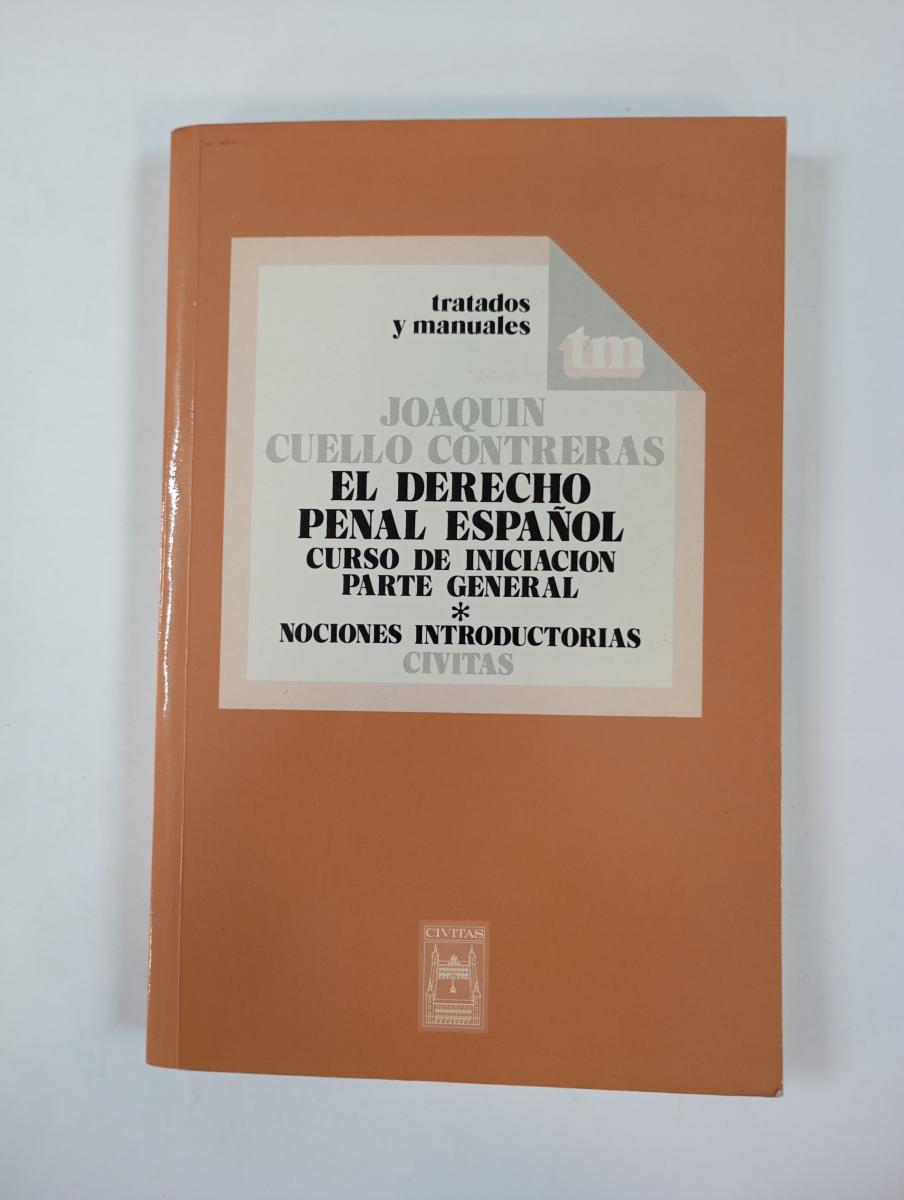 tratados
y manuales
tm
JOAQUIN
CUELLO CONTRERAS
EL DERECHO
PENAL ESPAÑOL
CURSO DE INICIACION
PARTE GENERAL
*
NOCIONES INTRODUCTORIAS
CIVITAS
CIVITAS